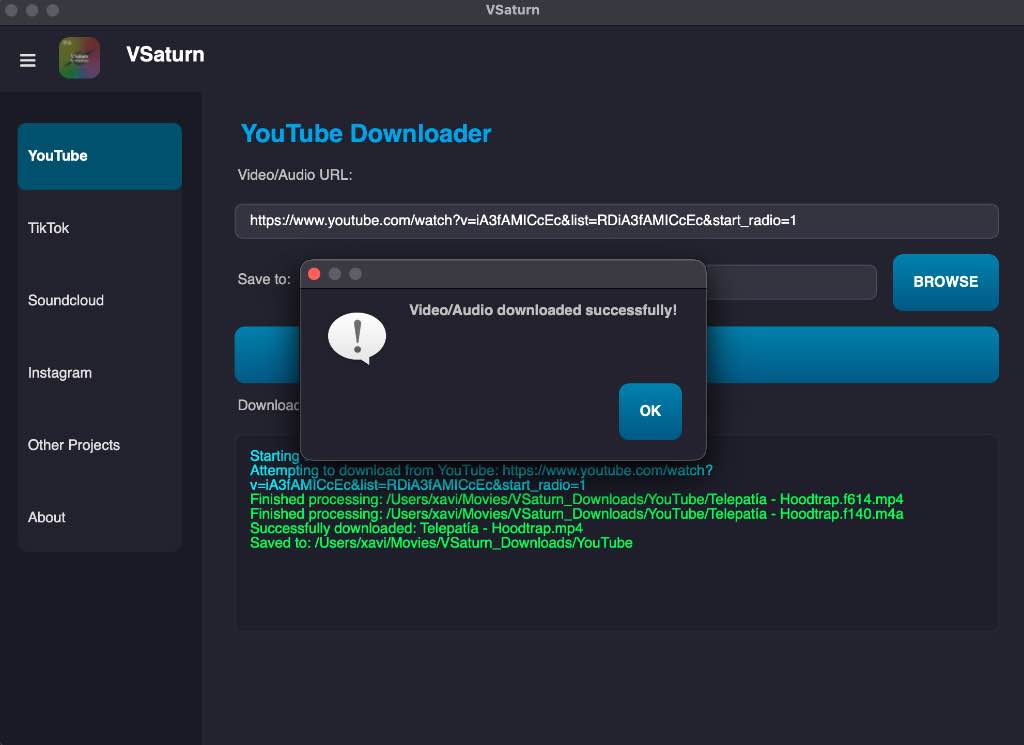 VSaturn
VSaturn
YouTube
TikTok
Soundcloud
Instagram
Other Projects
About
YouTube Downloader
Video/Audio URL:
https://www.youtube.com/watch?v=iA3fAMICcEc&list=RDiA3fAMICcEc&start_radio=1
Save to:
BROWSE
Video/Audio downloaded successfully!
OK
Starting
Attempting to download from YouTube: https://www.youtube.com/watch?
v=iA3fAMICcEc&list=RDiA3fAMICcEc&start_radio=1
Finished processing: /Users/xavi/Movies/VSaturn_Downloads/YouTube/Telepatía - Hoodtrap.f614.mp4
Finished processing: /Users/xavi/Movies/VSaturn_Downloads/YouTube/Telepatía - Hoodtrap.f140.m4a
Successfully downloaded: Telepatía - Hoodtrap.mp4
Saved to: /Users/xavi/Movies/VSaturn_Downloads/YouTube